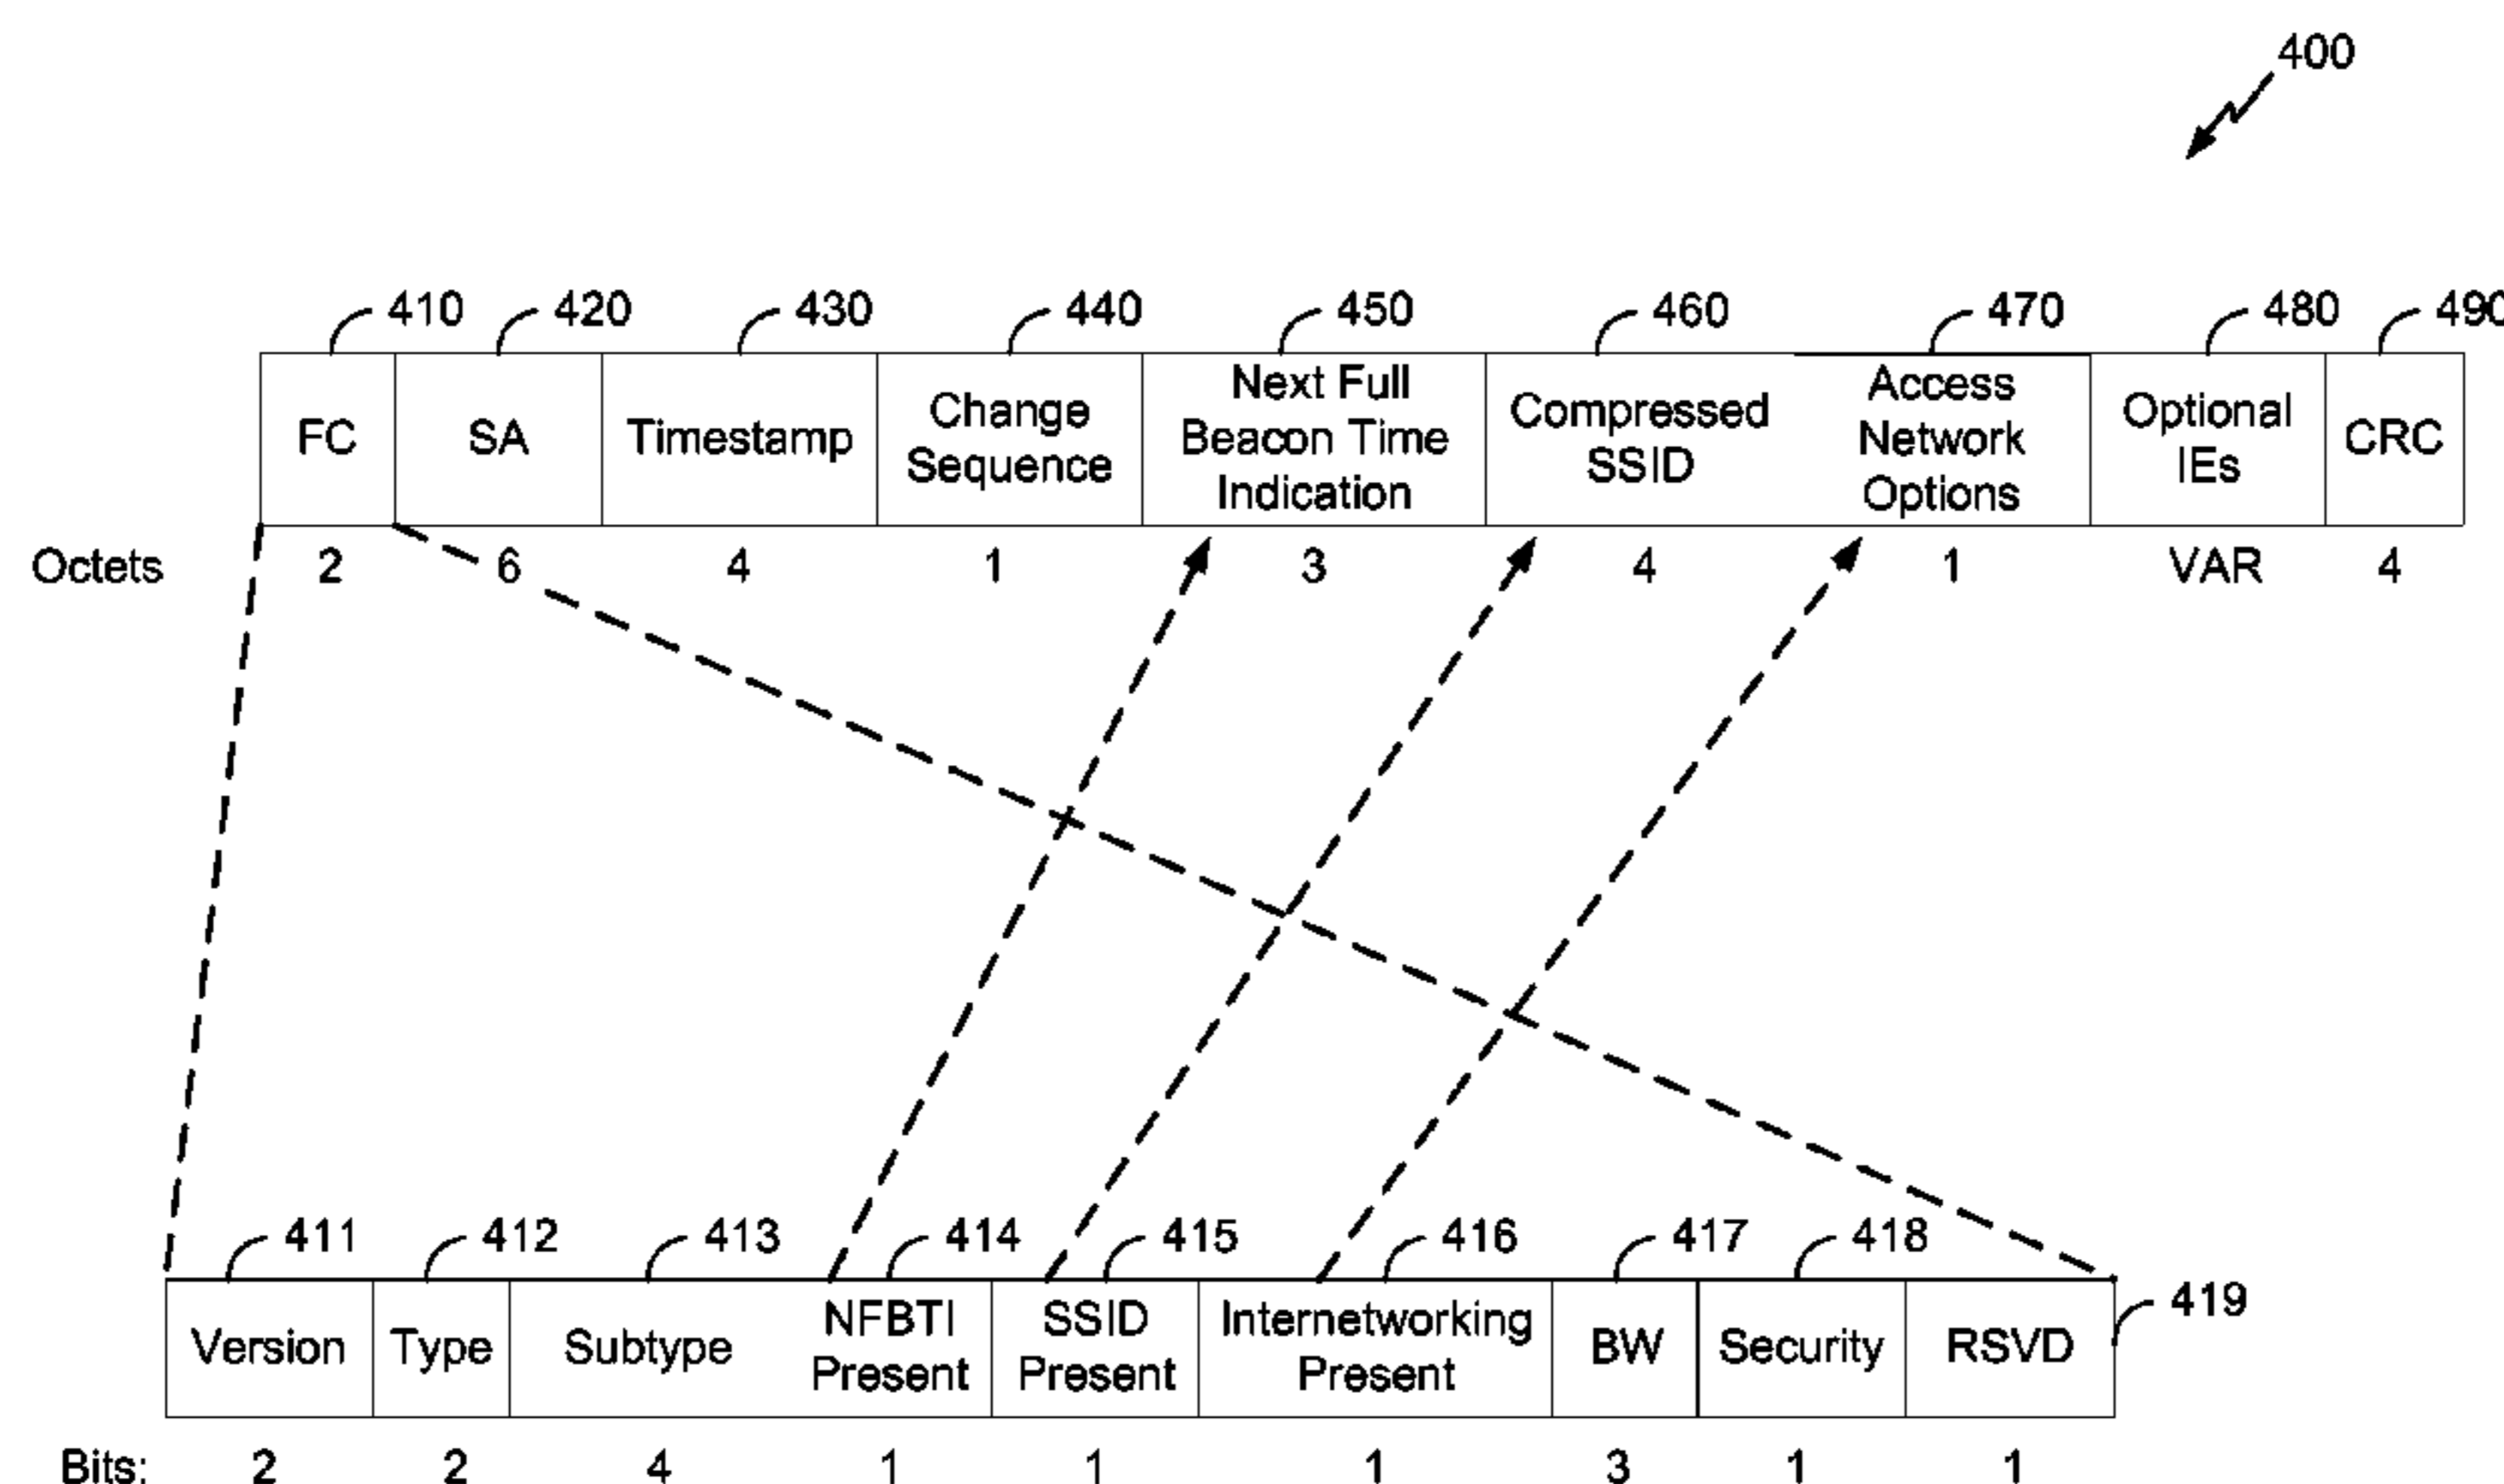 400
410 420 430 440 450 460 470 480 490
FC SA Timestamp Change Sequence Next Full Beacon Time Indication Compressed SSID Access Network Options Optional IEs CRC
Octets 2 6 4 1 3 4 1 VAR 4
411 412 413 414 415 416 417 418 419
Version Type Subtype NFBTI Present SSID Present Internetworking Present BW Security RSVD
Bits: 2 2 4 1 1 1 3 1 1